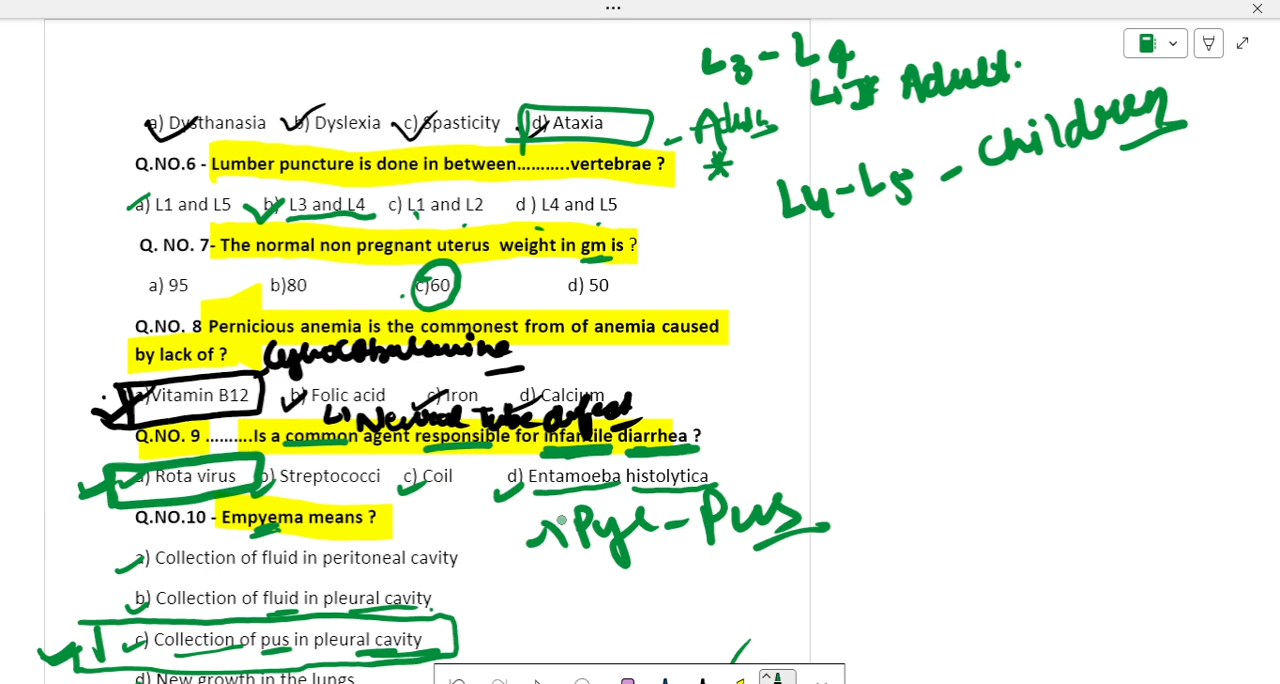 L3 - L4
L1 Adult.
a) Dysthanasia b) Dyslexia c) Spasticity d) Ataxia
- Adults
Children
Q.NO.6 - Lumber puncture is done in between...........vertebrae ?
L4-L5 -
a) L1 and L5 b) L3 and L4 c) L1 and L2 d ) L4 and L5
Q. NO. 7- The normal non pregnant uterus weight in gm is ?
a) 95 b)80 c)60 d) 50
Q.NO. 8 Pernicious anemia is the commonest from of anemia caused
by lack of ? Cynocobalamine
a)Vitamin B12 b) Folic acid c) Iron d) Calcium
Neural Tube defect
Q.NO. 9 ..........Is a common agent responsible for infantile diarrhea ?
a) Rota virus b) Streptococci c) Coil d) Entamoeba histolytica
Q.NO.10 - Empyema means ?
Pye - Pus
a) Collection of fluid in peritoneal cavity
b) Collection of fluid in pleural cavity
c) Collection of pus in pleural cavity
d) New growth in the lungs